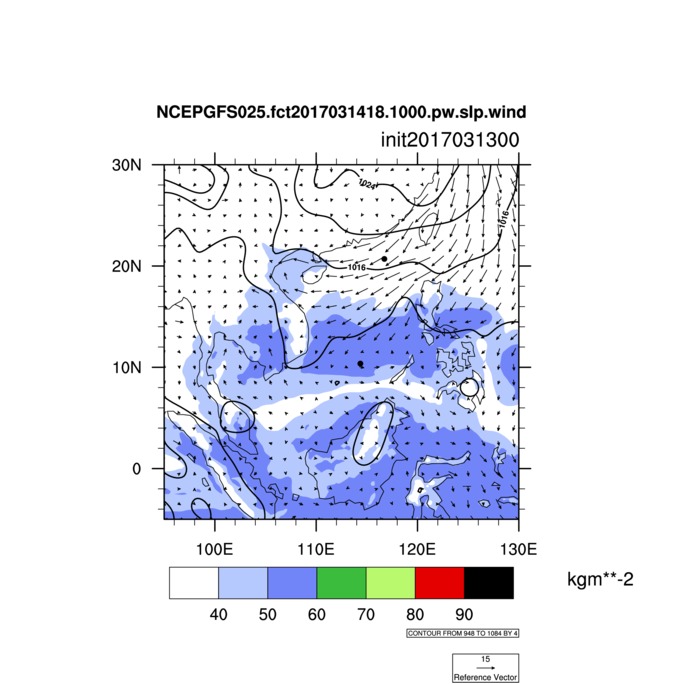 NCEPGFS025.fct2017031418.1000.pw.slp.wind
init2017031300
30N
20N
10N
0
1024
1016
1016
100E
110E
120E
130E
kgm**-2
40
50
60
70
80
90
CONTOUR FROM 948 TO 1084 BY 4
15
Reference Vector